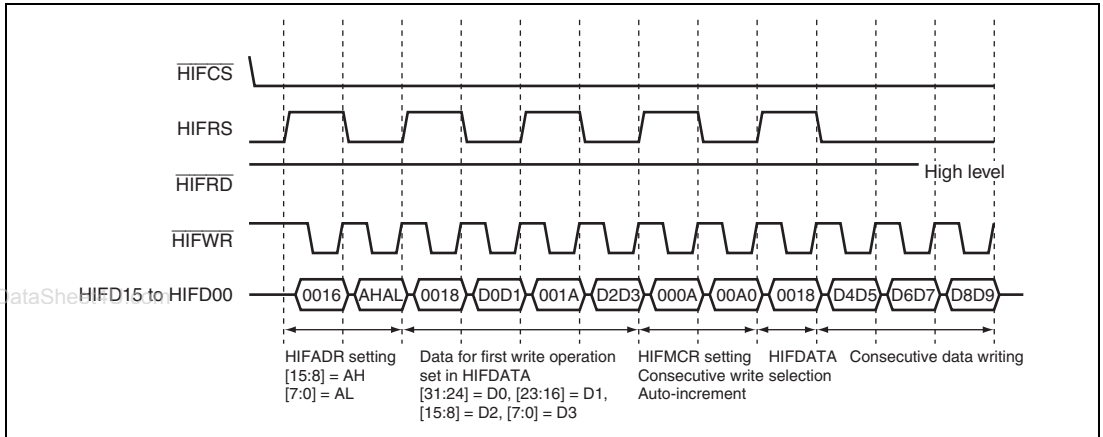 HIFCS
HIFRS
HIFRD
High level
HIFWR
HIFD15 to HIFD00
0016 AHAL 0018 D0D1 001A D2D3 000A 00A0 0018 D4D5 D6D7 D8D9
HIFADR setting
[15:8] = AH
[7:0] = AL
Data for first write operation
set in HIFDATA
[31:24] = D0, [23:16] = D1,
[15:8] = D2, [7:0] = D3
HIFMCR setting
Consecutive write selection
Auto-increment
HIFDATA
Consecutive data writing